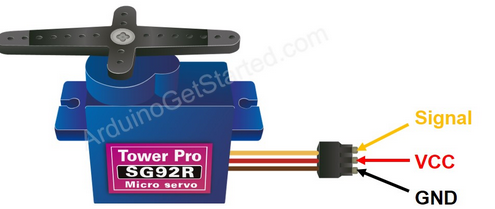 ArduinoGetStarted.com
Signal
Tower Pro
SG92R
Micro servo
VCC
GND